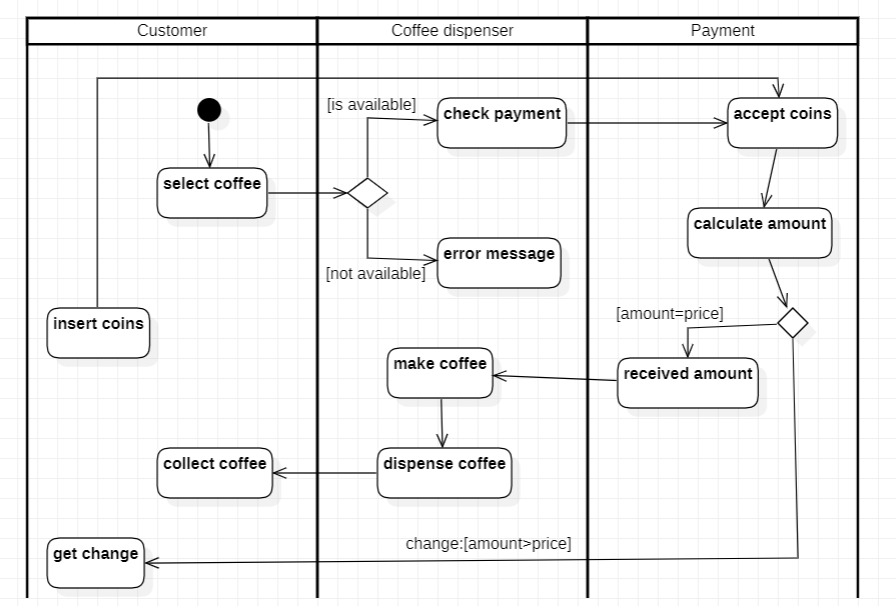 Customer
Coffee dispenser
Payment
[is available]
check payment
accept coins
select coffee
calculate amount
error message
[not available]
insert coins
[amount=price]
make coffee
received amount
collect coffee
dispense coffee
change:[amount>price]
get change